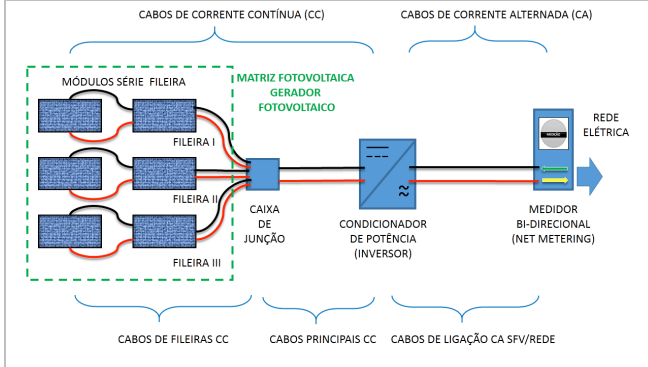 CABOS DE CORRENTE CONTÍNUA (CC)
CABOS DE CORRENTE ALTERNADA (CA)
MÓDULOS SÉRIE FILEIRA
MATRIZ FOTOVOLTAICA
GERADOR
FOTOVOLTAICO
REDE
ELÉTRICA
FILEIRA I
FILEIRA II
FILEIRA III
CAIXA
DE
JUNÇÃO
CONDICIONADOR
DE POTÊNCIA
(INVERSOR)
MEDIDOR
BI-DIRECIONAL
(NET METERING)
CABOS DE FILEIRAS CC
CABOS PRINCIPAIS CC
CABOS DE LIGAÇÃO CA SFV/REDE